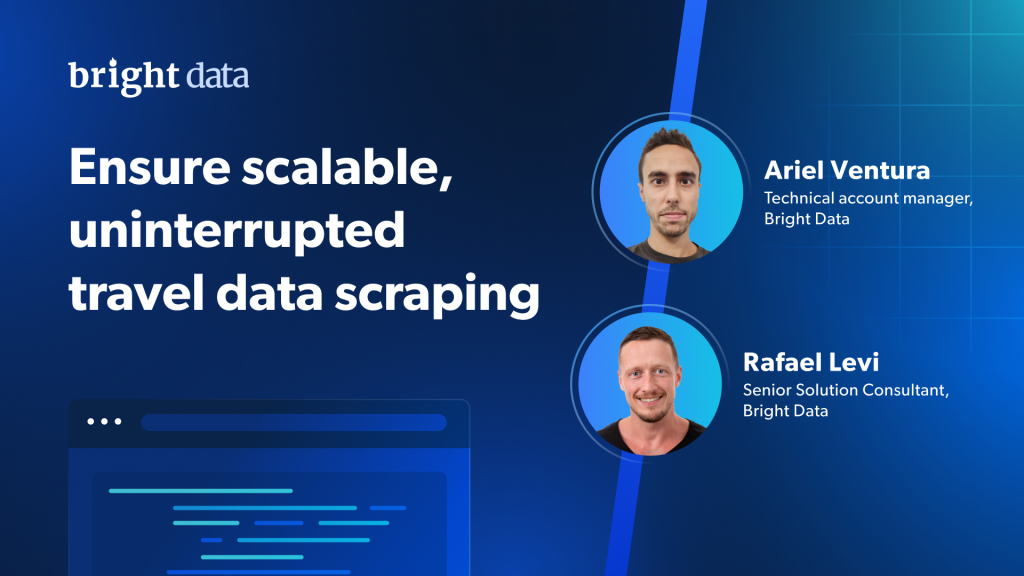 bright data
Ensure scalable,
uninterrupted
travel data scraping
Ariel Ventura
Technical account manager,
Bright Data
Rafael Levi
Senior Solution Consultant,
Bright Data